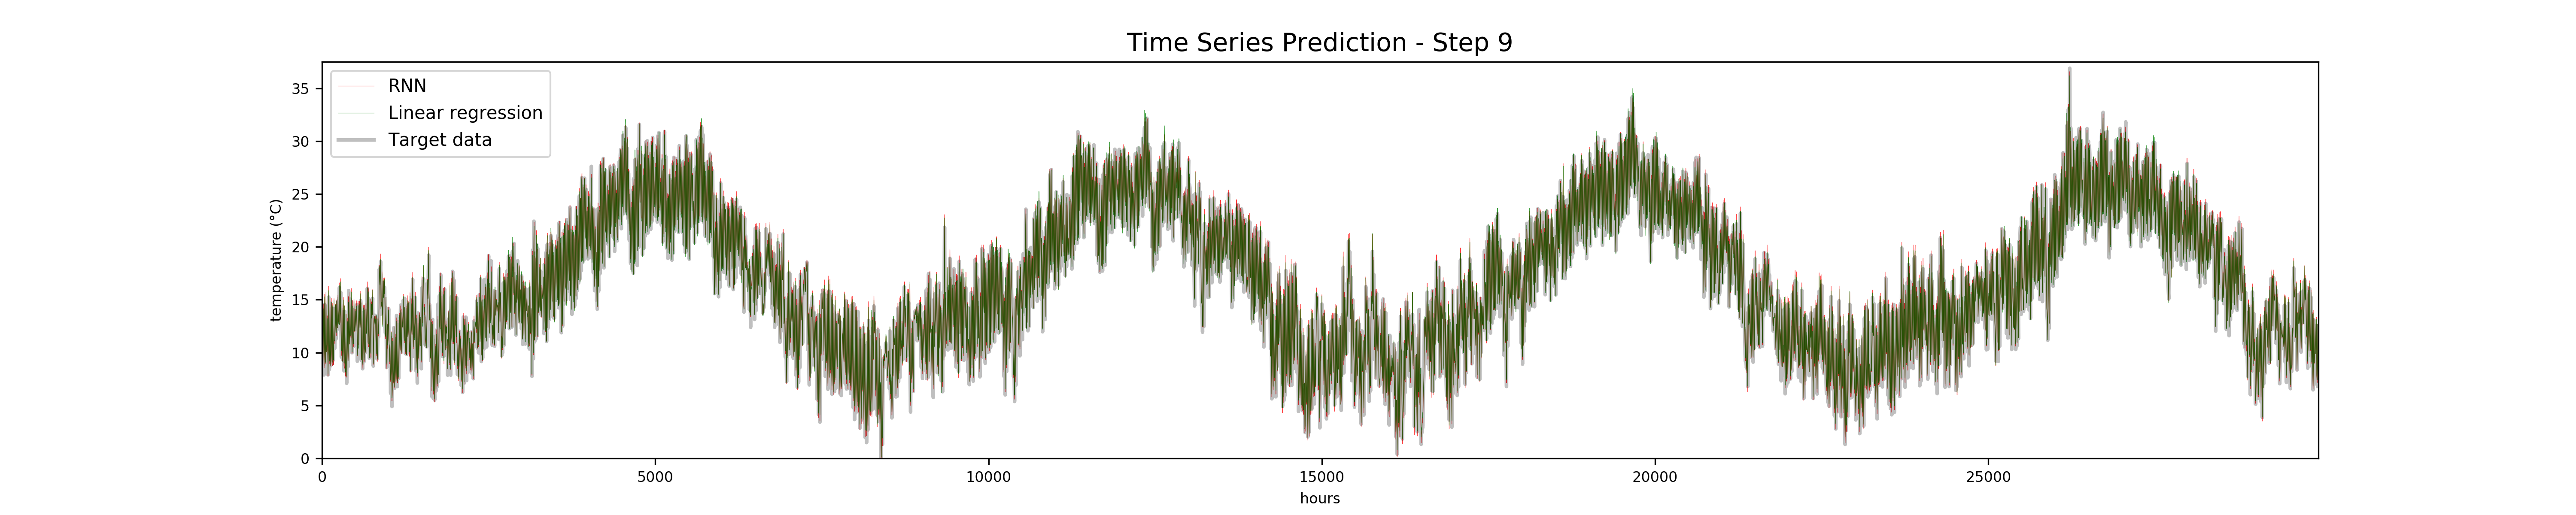 Time Series Prediction - Step 9
RNN
Linear regression
Target data
temperature (°C)
35
30
25
20
15
10
5
0
0 5000 10000 15000 20000 25000
hours